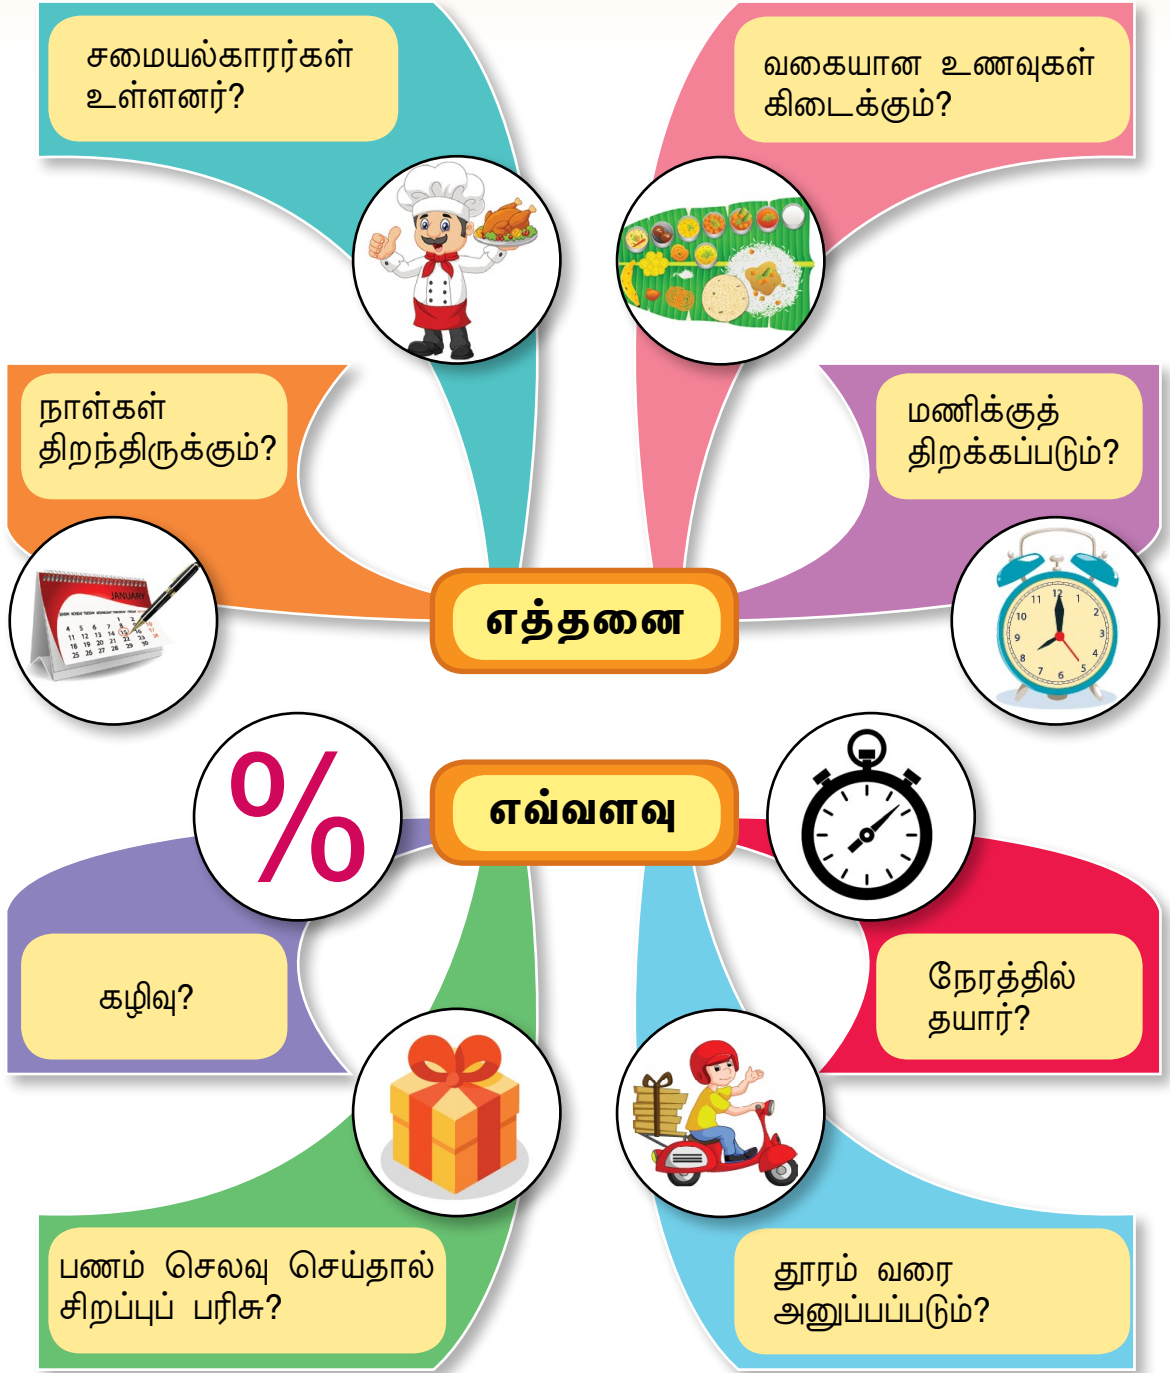 சமையல்காரர்கள்
உள்ளனர்?
வகையான உணவுகள்
கிடைக்கும்?
நாள்கள்
திறந்திருக்கும்?
மணிக்குத்
திறக்கப்படும்?
JANUARY
எத்தனை
எவ்வளவு
%
கழிவு?
நேரத்தில்
தயார்?
பணம் செலவு செய்தால்
சிறப்புப் பரிசு?
தூரம் வரை
அனுப்பப்படும்?